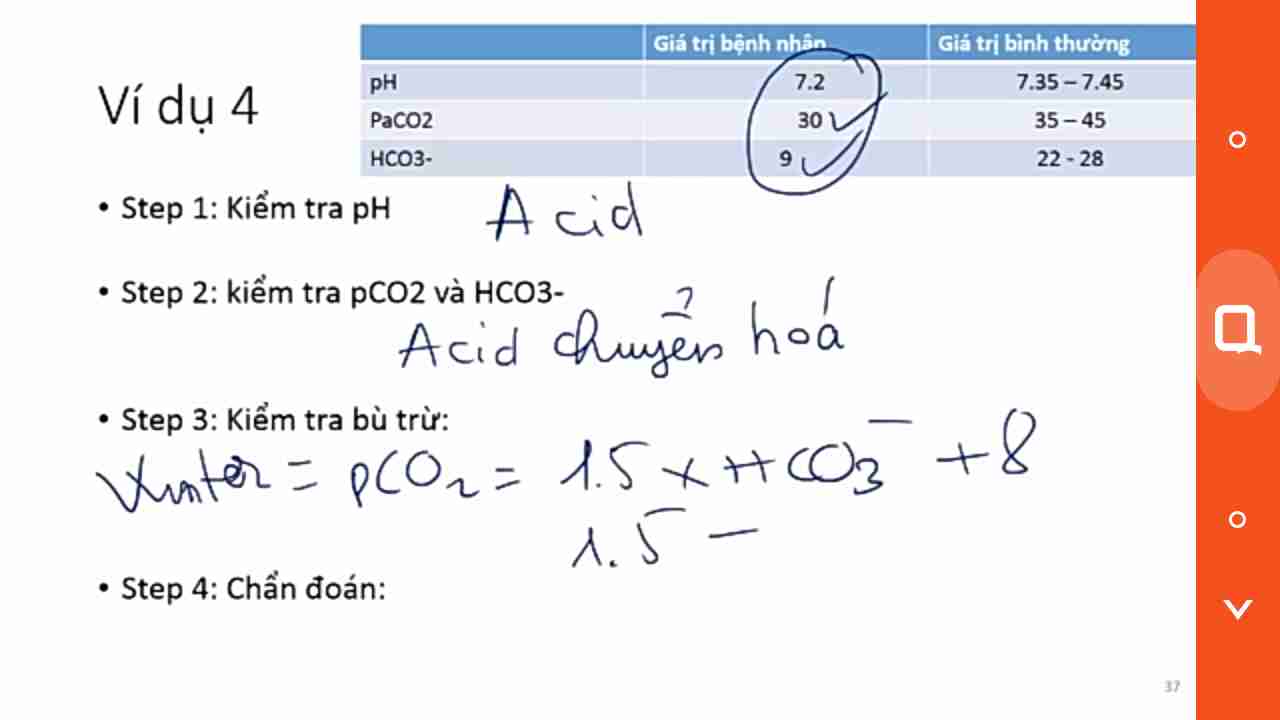 Ví dụ 4
Giá trị bệnh nhân Giá trị bình thường
pH 7.2 7.35 – 7.45
PaCO2 30 35 – 45
HCO3- 9 22 - 28
• Step 1: Kiểm tra pH
Acid
• Step 2: kiểm tra pCO2 và HCO3-
Acid chuyển hoá
• Step 3: Kiểm tra bù trừ:
Winter = pCO2 = 1.5 x HCO3⁻ + 8
1.5 –
• Step 4: Chẩn đoán:
37